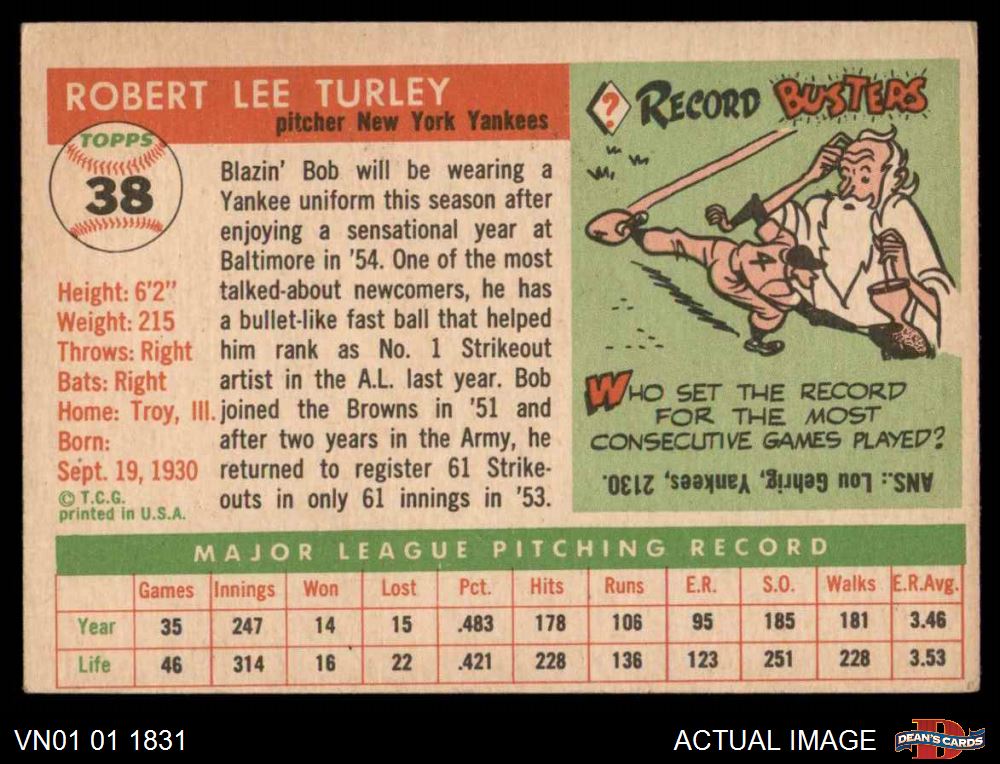 ROBERT LEE TURLEY
pitcher New York Yankees
TOPPS
38
Height: 6'2"
Weight: 215
Throws: Right
Bats: Right
Home: Troy, Ill.
Born:
Sept. 19, 1930
© T.C.G.
printed in U.S.A.
Blazin' Bob will be wearing a
Yankee uniform this season after
enjoying a sensational year at
Baltimore in '54. One of the most
talked-about newcomers, he has
a bullet-like fast ball that helped
him rank as No. 1 Strikeout
artist in the A.L. last year. Bob
joined the Browns in '51 and
after two years in the Army, he
returned to register 61 Strike-
outs in only 61 innings in '53.
? RECORD BUSTERS
4
WHO SET THE RECORD
FOR THE MOST
CONSECUTIVE GAMES PLAYED?
ANS.: Lou Gehrig, Yankees, 2130.
MAJOR LEAGUE PITCHING RECORD
Games Innings Won Lost Pct. Hits Runs E.R. S.O. Walks E.R.Avg.
Year 35 247 14 15 .483 178 106 95 185 181 3.46
Life 46 314 16 22 .421 228 136 123 251 228 3.53
VN01 01 1831
ACTUAL IMAGE
D
DEAN'S CARDS